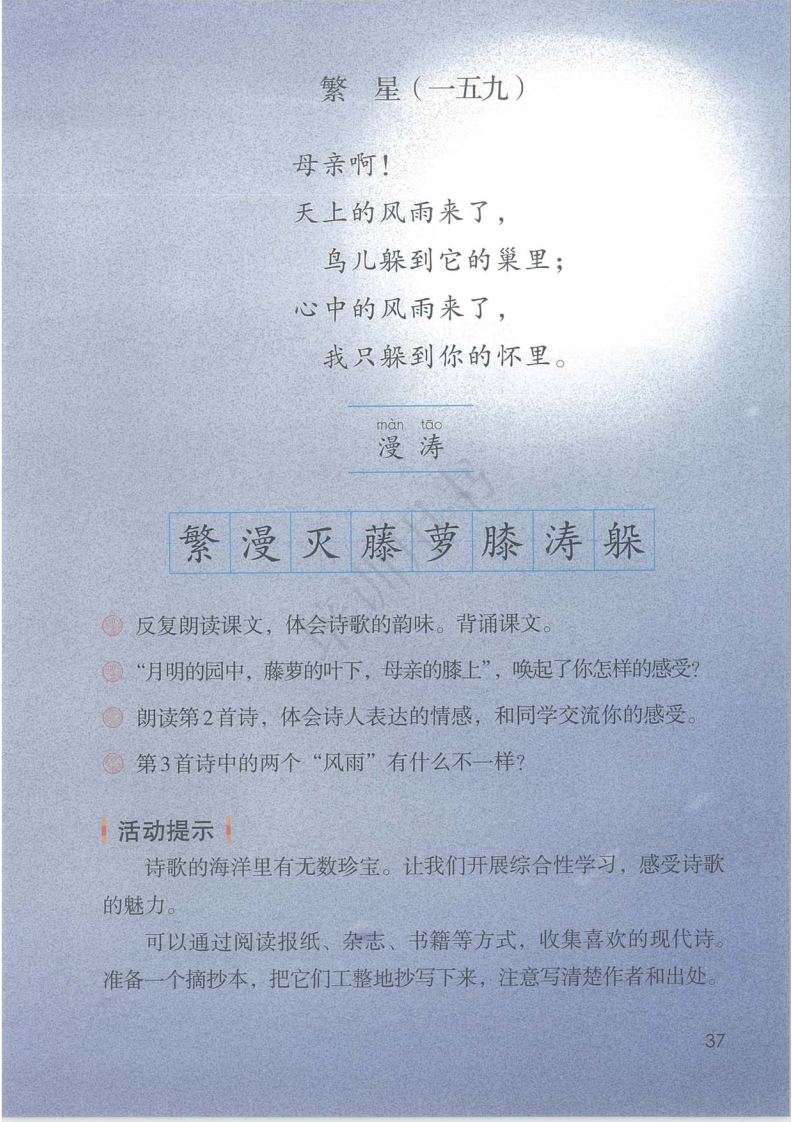 繁 星（一五九）
母亲啊！
天上的风雨来了，
鸟儿躲到它的巢里；
心中的风雨来了，
我只躲到你的怀里。
màn tāo
漫 涛
繁 漫 灭 藤 萝 膝 涛 躲
反复朗读课文，体会诗歌的韵味。背诵课文。
“月明的园中，藤萝的叶下，母亲的膝上”，唤起了你怎样的感受？
朗读第2首诗，体会诗人表达的情感，和同学交流你的感受。
第3首诗中的两个“风雨”有什么不一样？
活动提示
诗歌的海洋里有无数珍宝。让我们开展综合性学习，感受诗歌
的魅力。
可以通过阅读报纸、杂志、书籍等方式，收集喜欢的现代诗。
准备一个摘抄本，把它们工整地抄写下来，注意写清楚作者和出处。
37